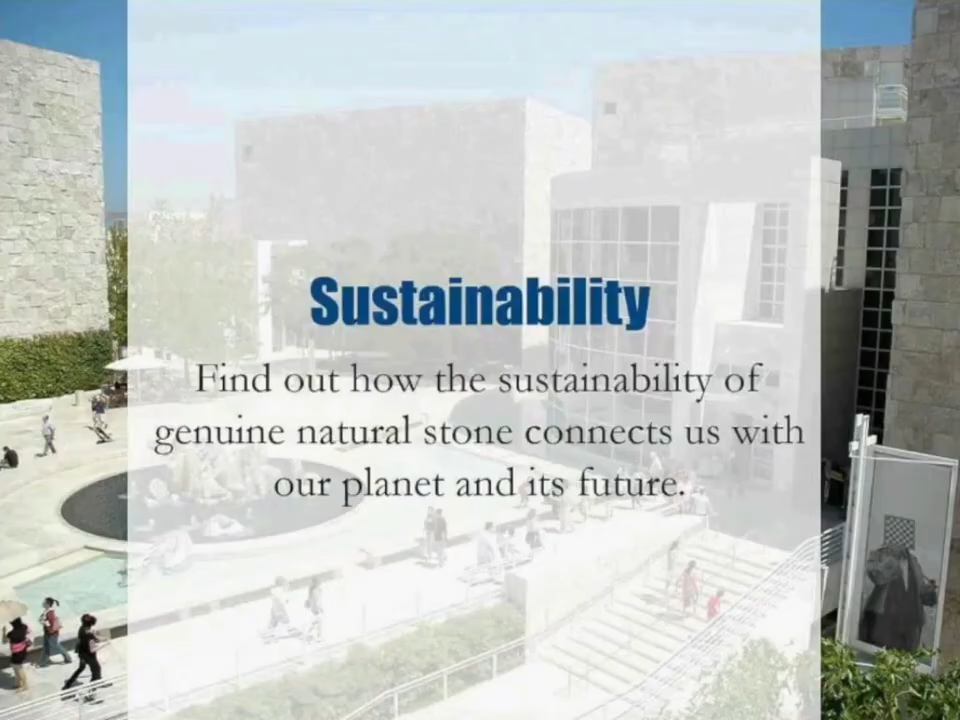 Sustainability
Find out how the sustainability of
genuine natural stone connects us with
our planet and its future.